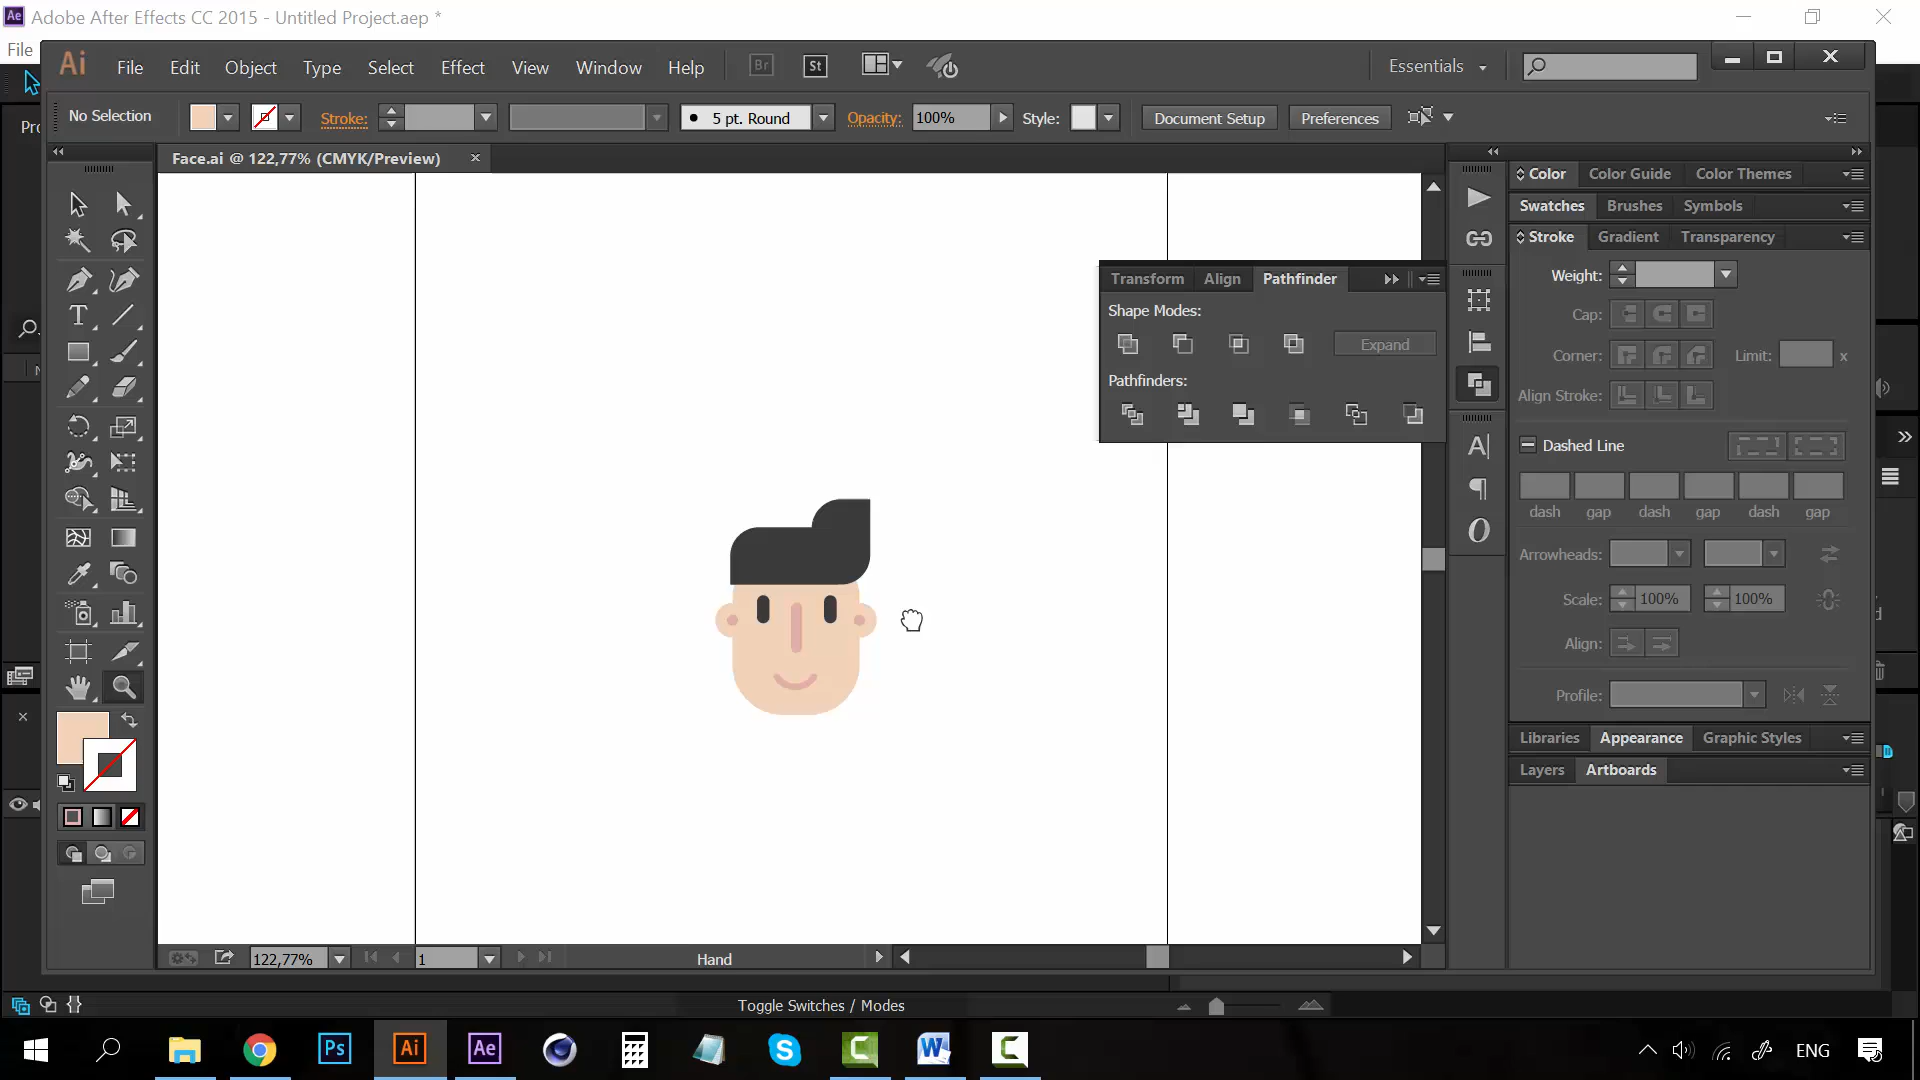 Ae Adobe After Effects CC 2015 - Untitled Project.aep *
File
Ai File Edit Object Type Select Effect View Window Help Br St Essentials
No Selection Stroke: 5 pt. Round Opacity: 100% Style: Document Setup Preferences
Face.ai @ 122,77% (CMYK/Preview)
Color Color Guide Color Themes
Swatches Brushes Symbols
Stroke Gradient Transparency
Transform Align Pathfinder
Weight:
Shape Modes:
Cap:
Expand
Corner: Limit: x
Pathfinders:
Align Stroke:
Dashed Line
dash gap dash gap dash gap
Arrowheads:
Scale: 100% 100%
Align:
Profile:
Libraries Appearance Graphic Styles
Layers Artboards
122,77% 1 Hand
Toggle Switches / Modes
Ps Ai Ae ENG